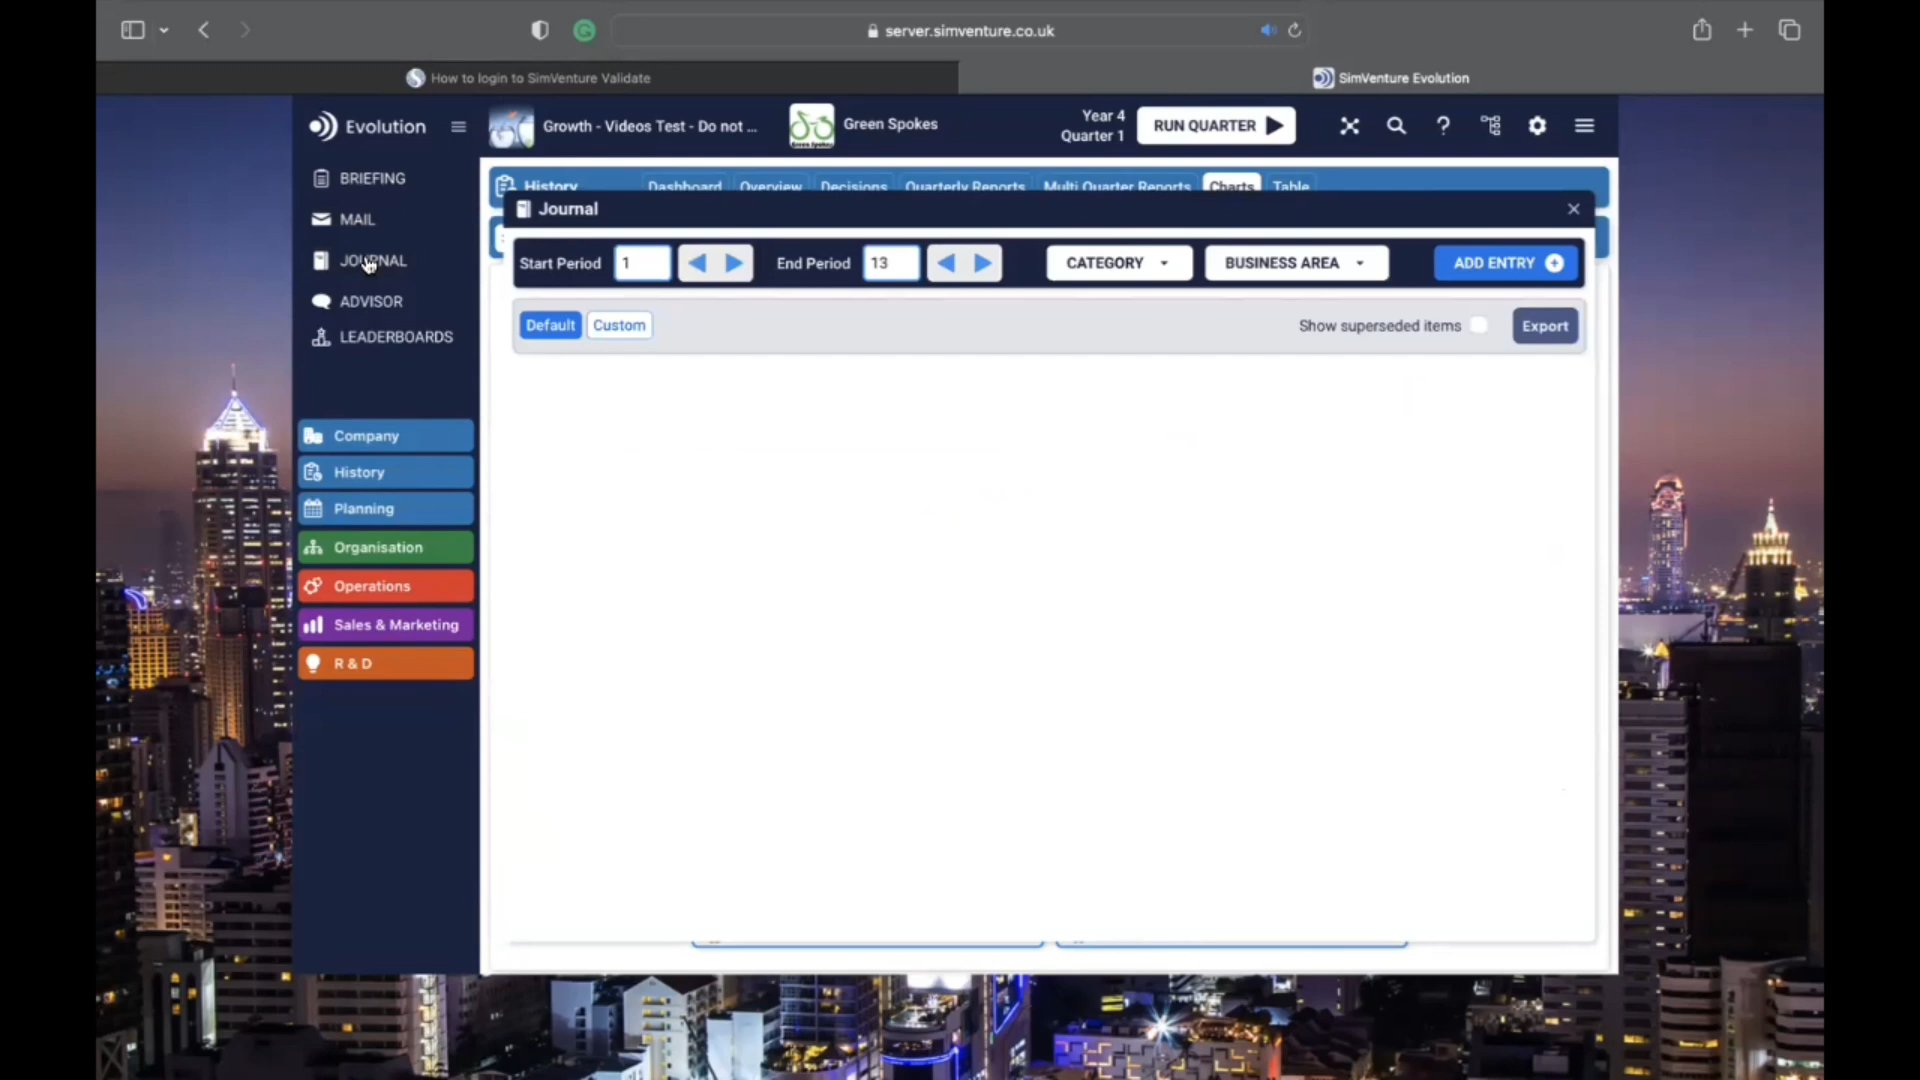 server.simventure.co.uk
How to login to SimVenture Validate
SimVenture Evolution
Evolution
Growth - Videos Test - Do not ...
Green Spokes
Green Spokes
Year 4
Quarter 1
RUN QUARTER
BRIEFING
MAIL
JOURNAL
ADVISOR
LEADERBOARDS
Company
History
Planning
Organisation
Operations
Sales & Marketing
R & D
History
Dashboard
Overview
Decisions
Quarterly Reports
Multi Quarter Reports
Charts
Table
Journal
Start Period
1
End Period
13
CATEGORY
BUSINESS AREA
ADD ENTRY
Default
Custom
Show superseded items
Export